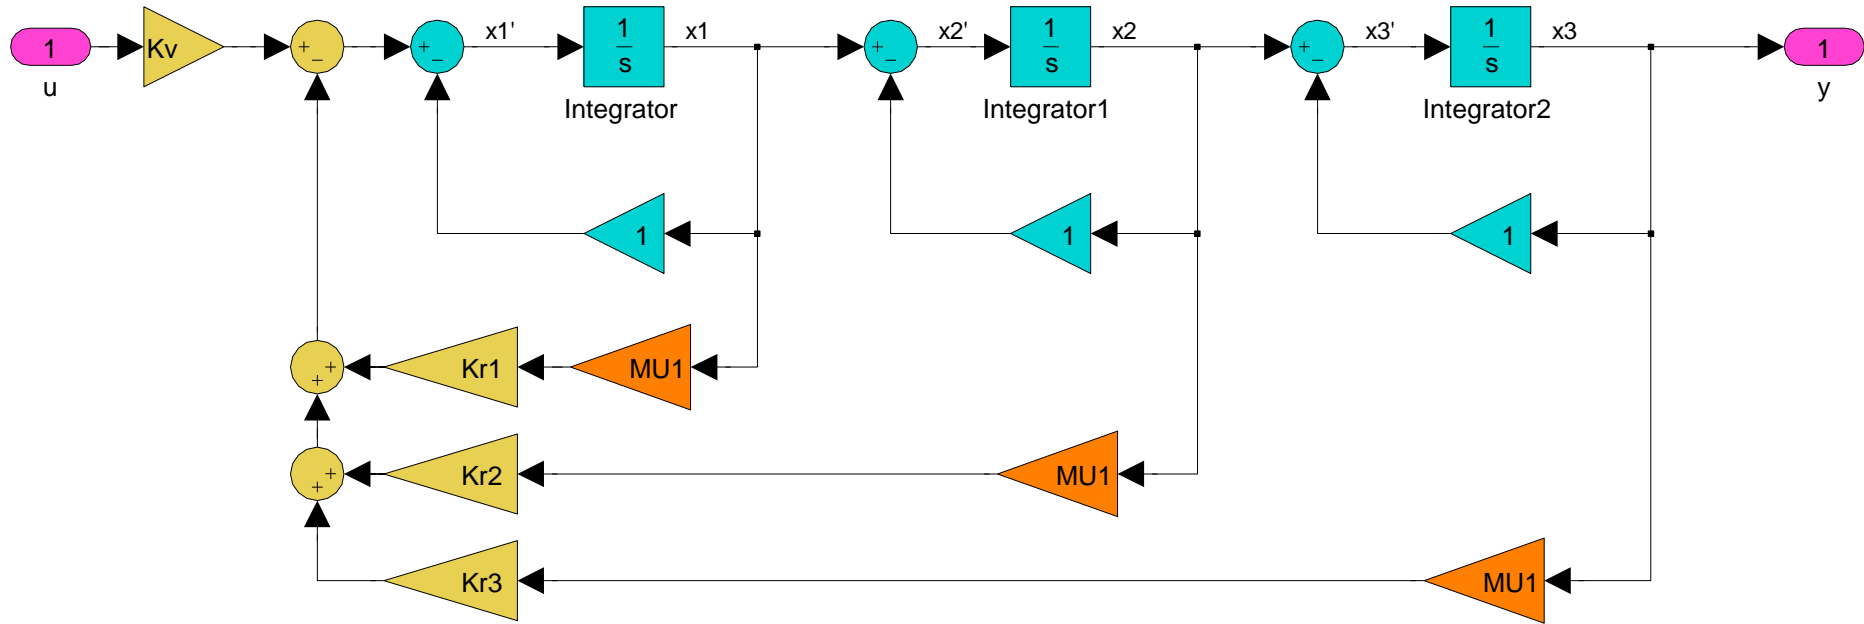 1
u
Kv
+
−
+
−
x1'
1
s
Integrator
x1
+
−
x2'
1
s
Integrator1
x2
+
−
x3'
1
s
Integrator2
x3
1
y
1
1
1
+
+
Kr1
MU1
+
+
Kr2
MU1
Kr3
MU1